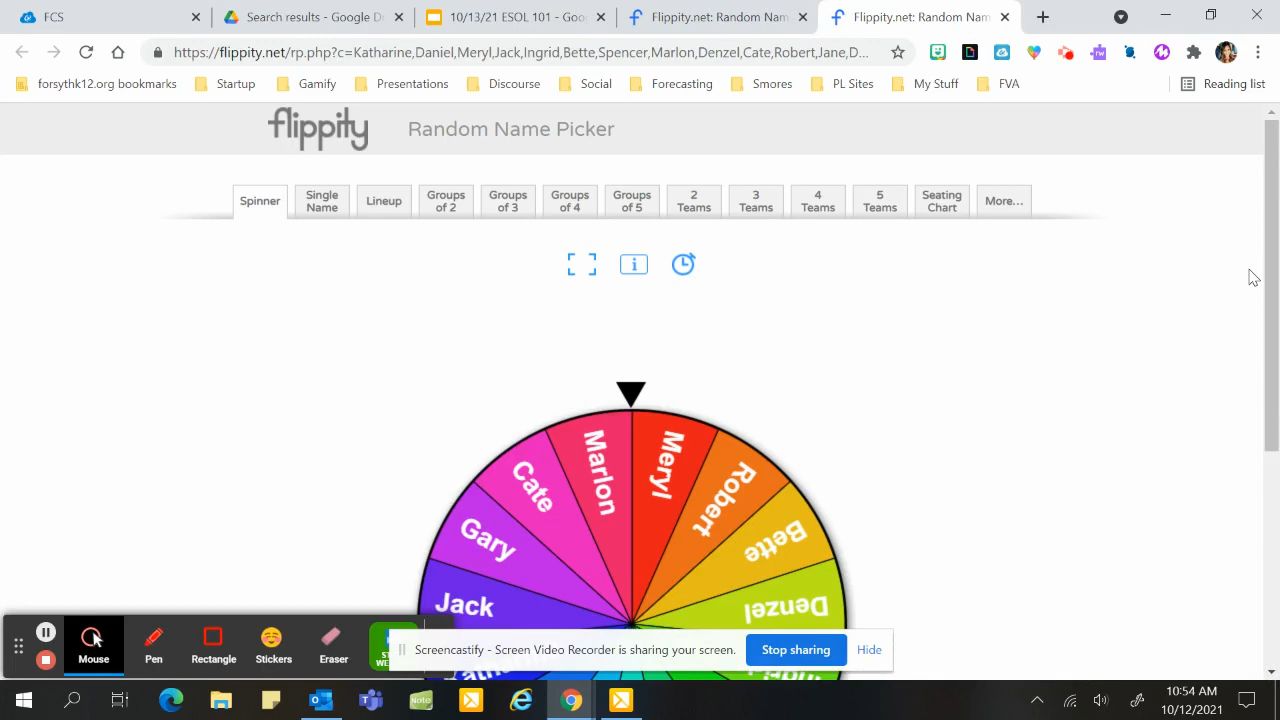 FCS
Search results - Google D
10/13/21 ESOL 101 - Goo
Flippity.net: Random Nam
Flippity.net: Random Nam
https://flippity.net/rp.php?c=Katharine,Daniel,Meryl,Jack,Ingrid,Bette,Spencer,Marlon,Denzel,Cate,Robert,Jane,D...
forsythk12.org bookmarks
Startup
Gamify
Presentations
Discourse
Social
Forecasting
Smores
PL Sites
My Stuff
FVA
Reading list
flippity
Random Name Picker
Spinner
Single
Name
Lineup
Groups
of 2
Groups
of 3
Groups
of 4
Groups
of 5
2
Teams
3
Teams
4
Teams
5
Teams
Seating
Chart
More...
Marlon
Meryl
Cate
Robert
Gary
Bette
Jack
Denzel
Mouse
Pen
Rectangle
Stickers
Eraser
Screencastify - Screen Video Recorder is sharing your screen.
Stop sharing
Hide
10:54 AM
10/12/2021